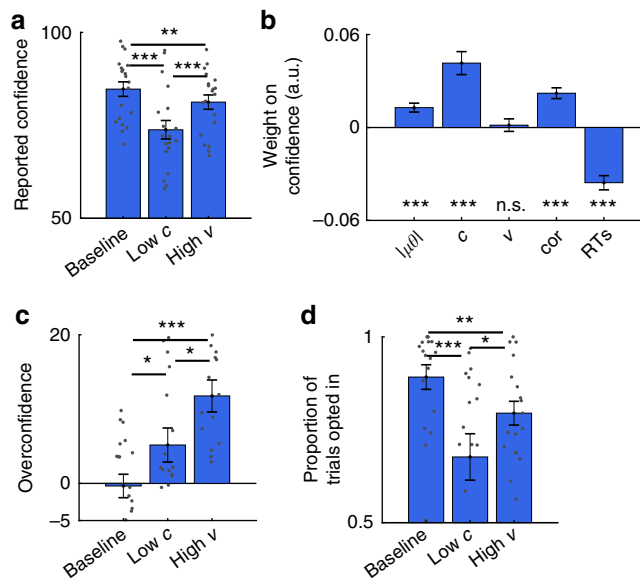 a
100
50
Reported confidence
**
***
***
Baseline
Low c
High v
b
0.06
0
−0.06
Weight on
confidence (a.u.)
***
***
n.s.
***
***
|μθ|
c
v
cor
RTs
c
20
0
−5
Overconfidence
***
*
*
Baseline
Low c
High v
d
1
0.5
Proportion of
trials opted in
**
***
*
Baseline
Low c
High v